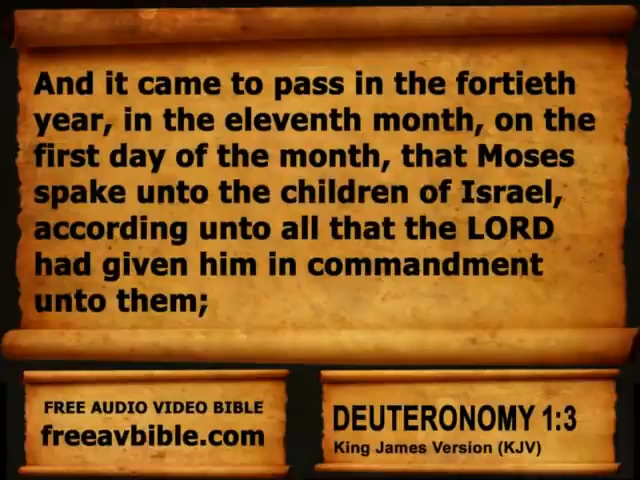 And it came to pass in the fortieth
year, in the eleventh month, on the
first day of the month, that Moses
spake unto the children of Israel,
according unto all that the LORD
had given him in commandment
unto them;
FREE AUDIO VIDEO BIBLE
freeavbible.com
DEUTERONOMY 1:3
King James Version (KJV)